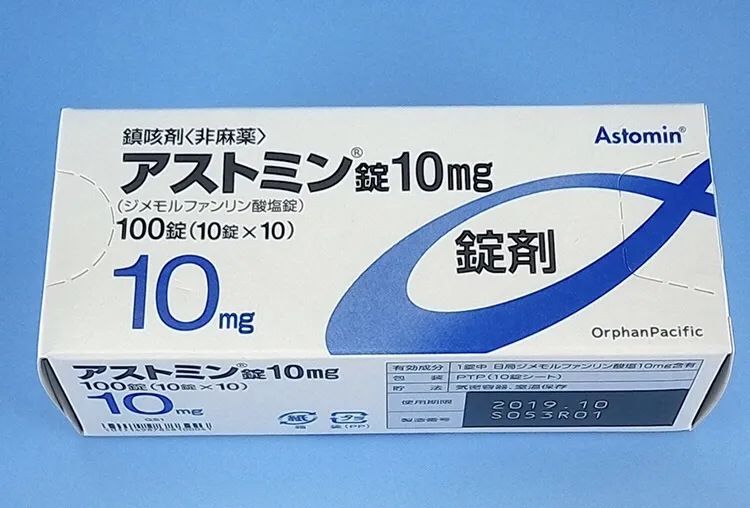 鎮咳剤〈非麻薬〉
Astomin®
アストミン®錠10mg
(ジメモルファンリン酸塩錠)
100錠(10錠×10)
錠剤
10mg
OrphanPacific
アストミン®錠10mg
100錠(10錠×10)
10mg
有効成分 1錠中 日局ジメモルファンリン酸塩10mg含有
包装 PTP(10錠シート)
貯法 気密容器、室温保存
使用期限 2019.10
製造番号 S053R01
紙
箱
プラ
袋(PP)